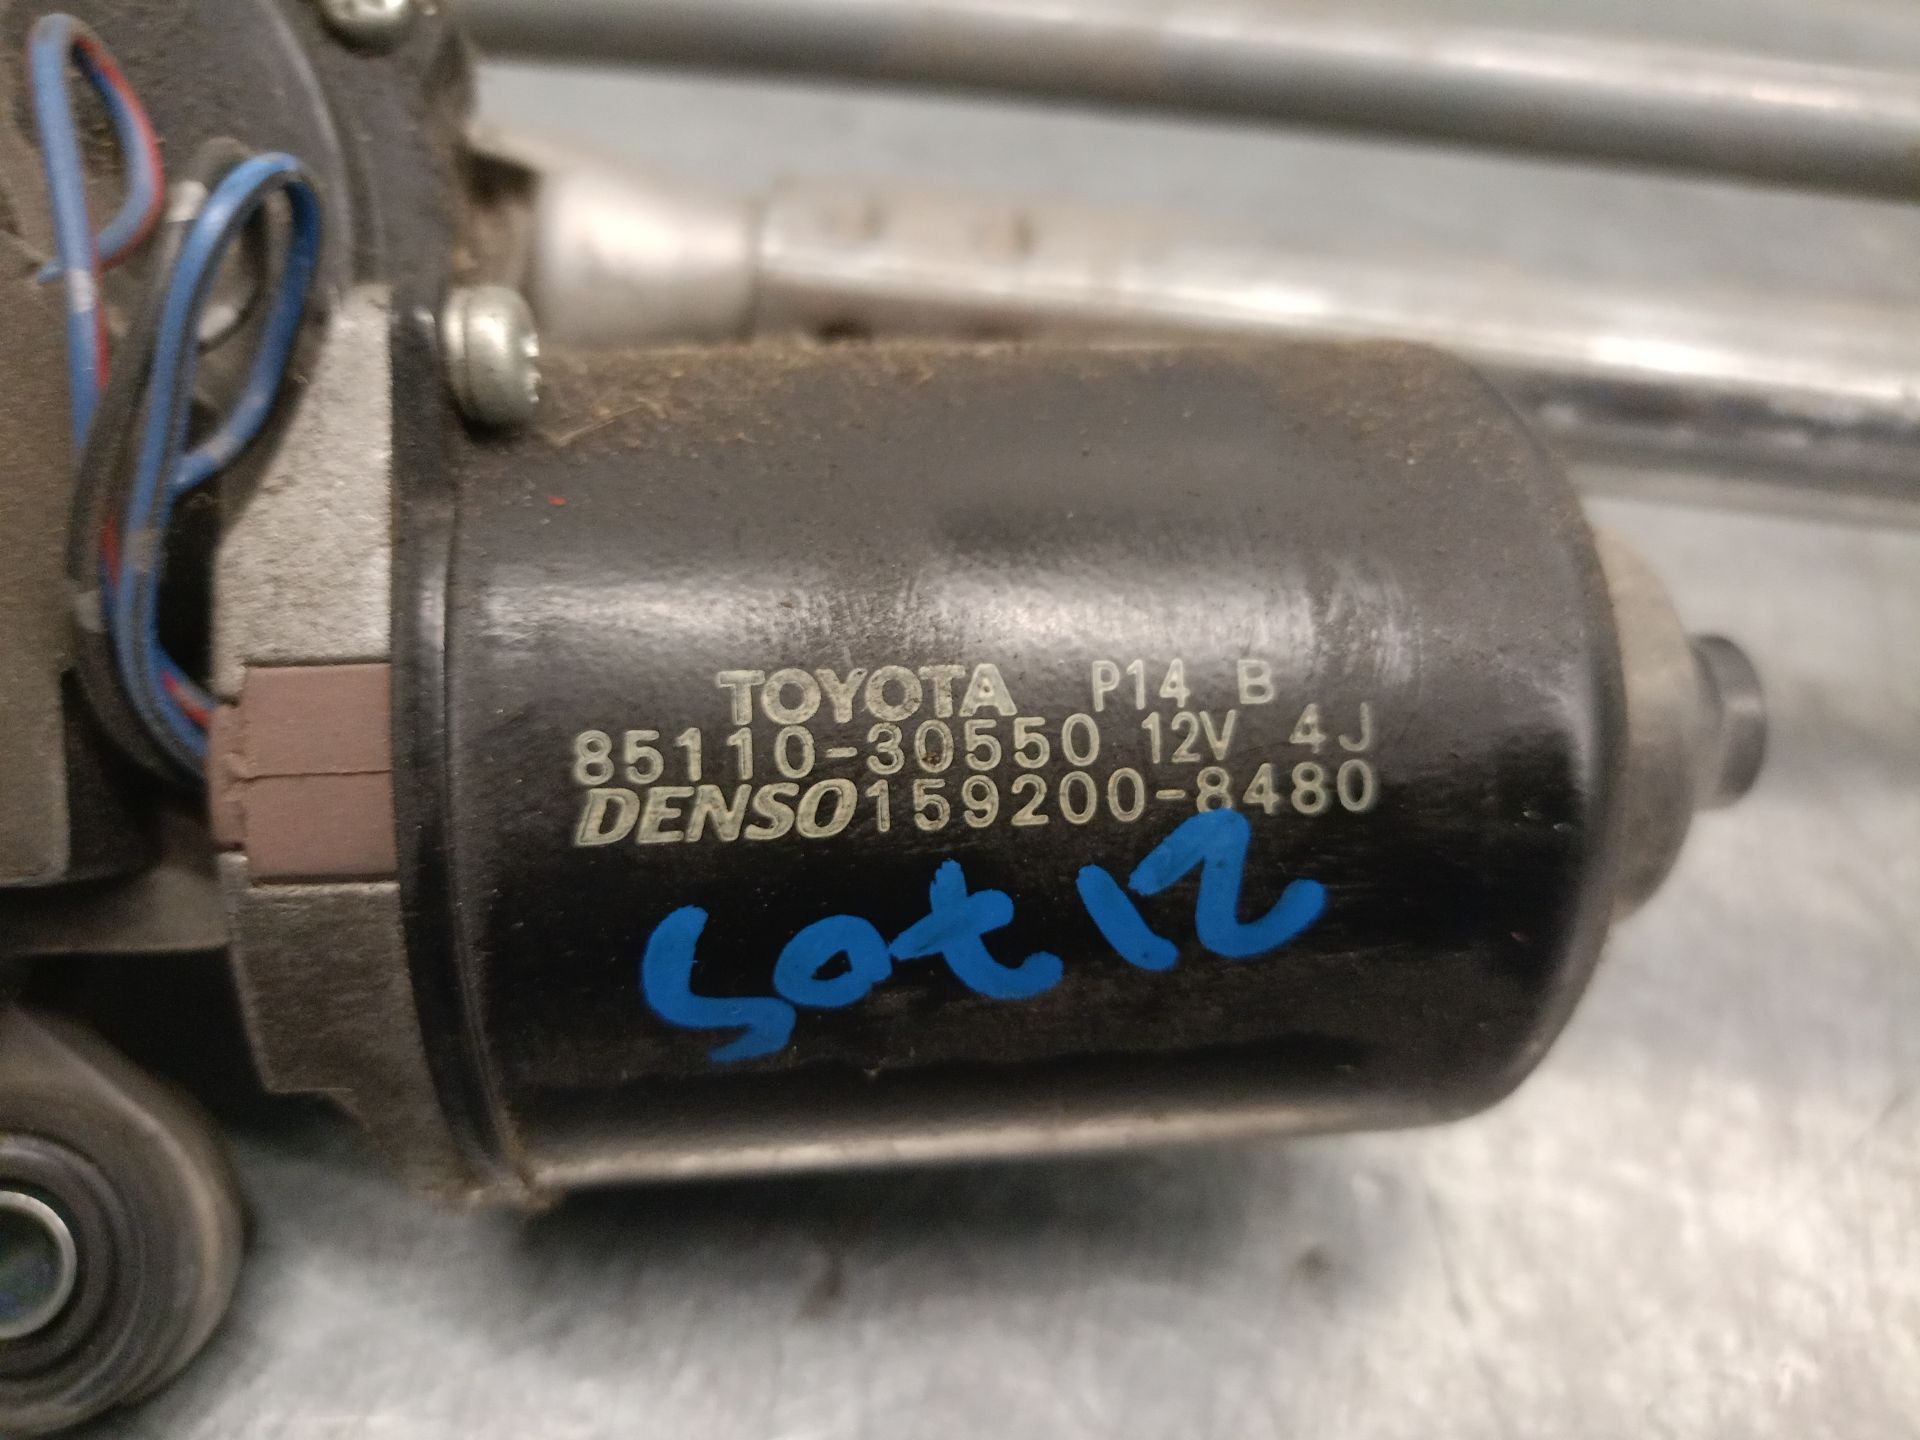 TOYOTA P14 B
85110-30550 12V 4J
DENSO 159200-8480
Sot 12